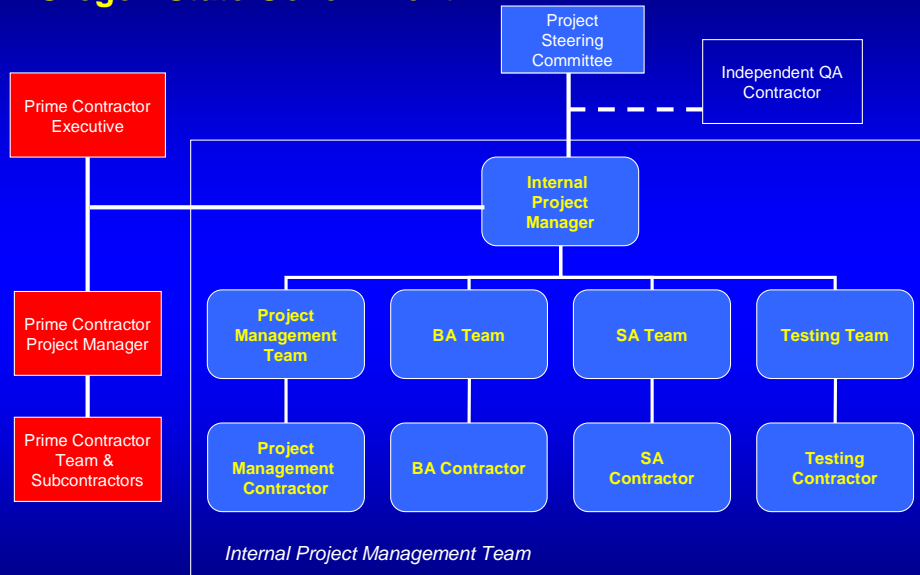 Project
Steering
Committee
Independent QA
Contractor
Prime Contractor
Executive
Internal
Project
Manager
Prime Contractor
Project Manager
Project
Management
Team
BA Team
SA Team
Testing Team
Prime Contractor
Team &
Subcontractors
Project
Management
Contractor
BA Contractor
SA
Contractor
Testing
Contractor
Internal Project Management Team